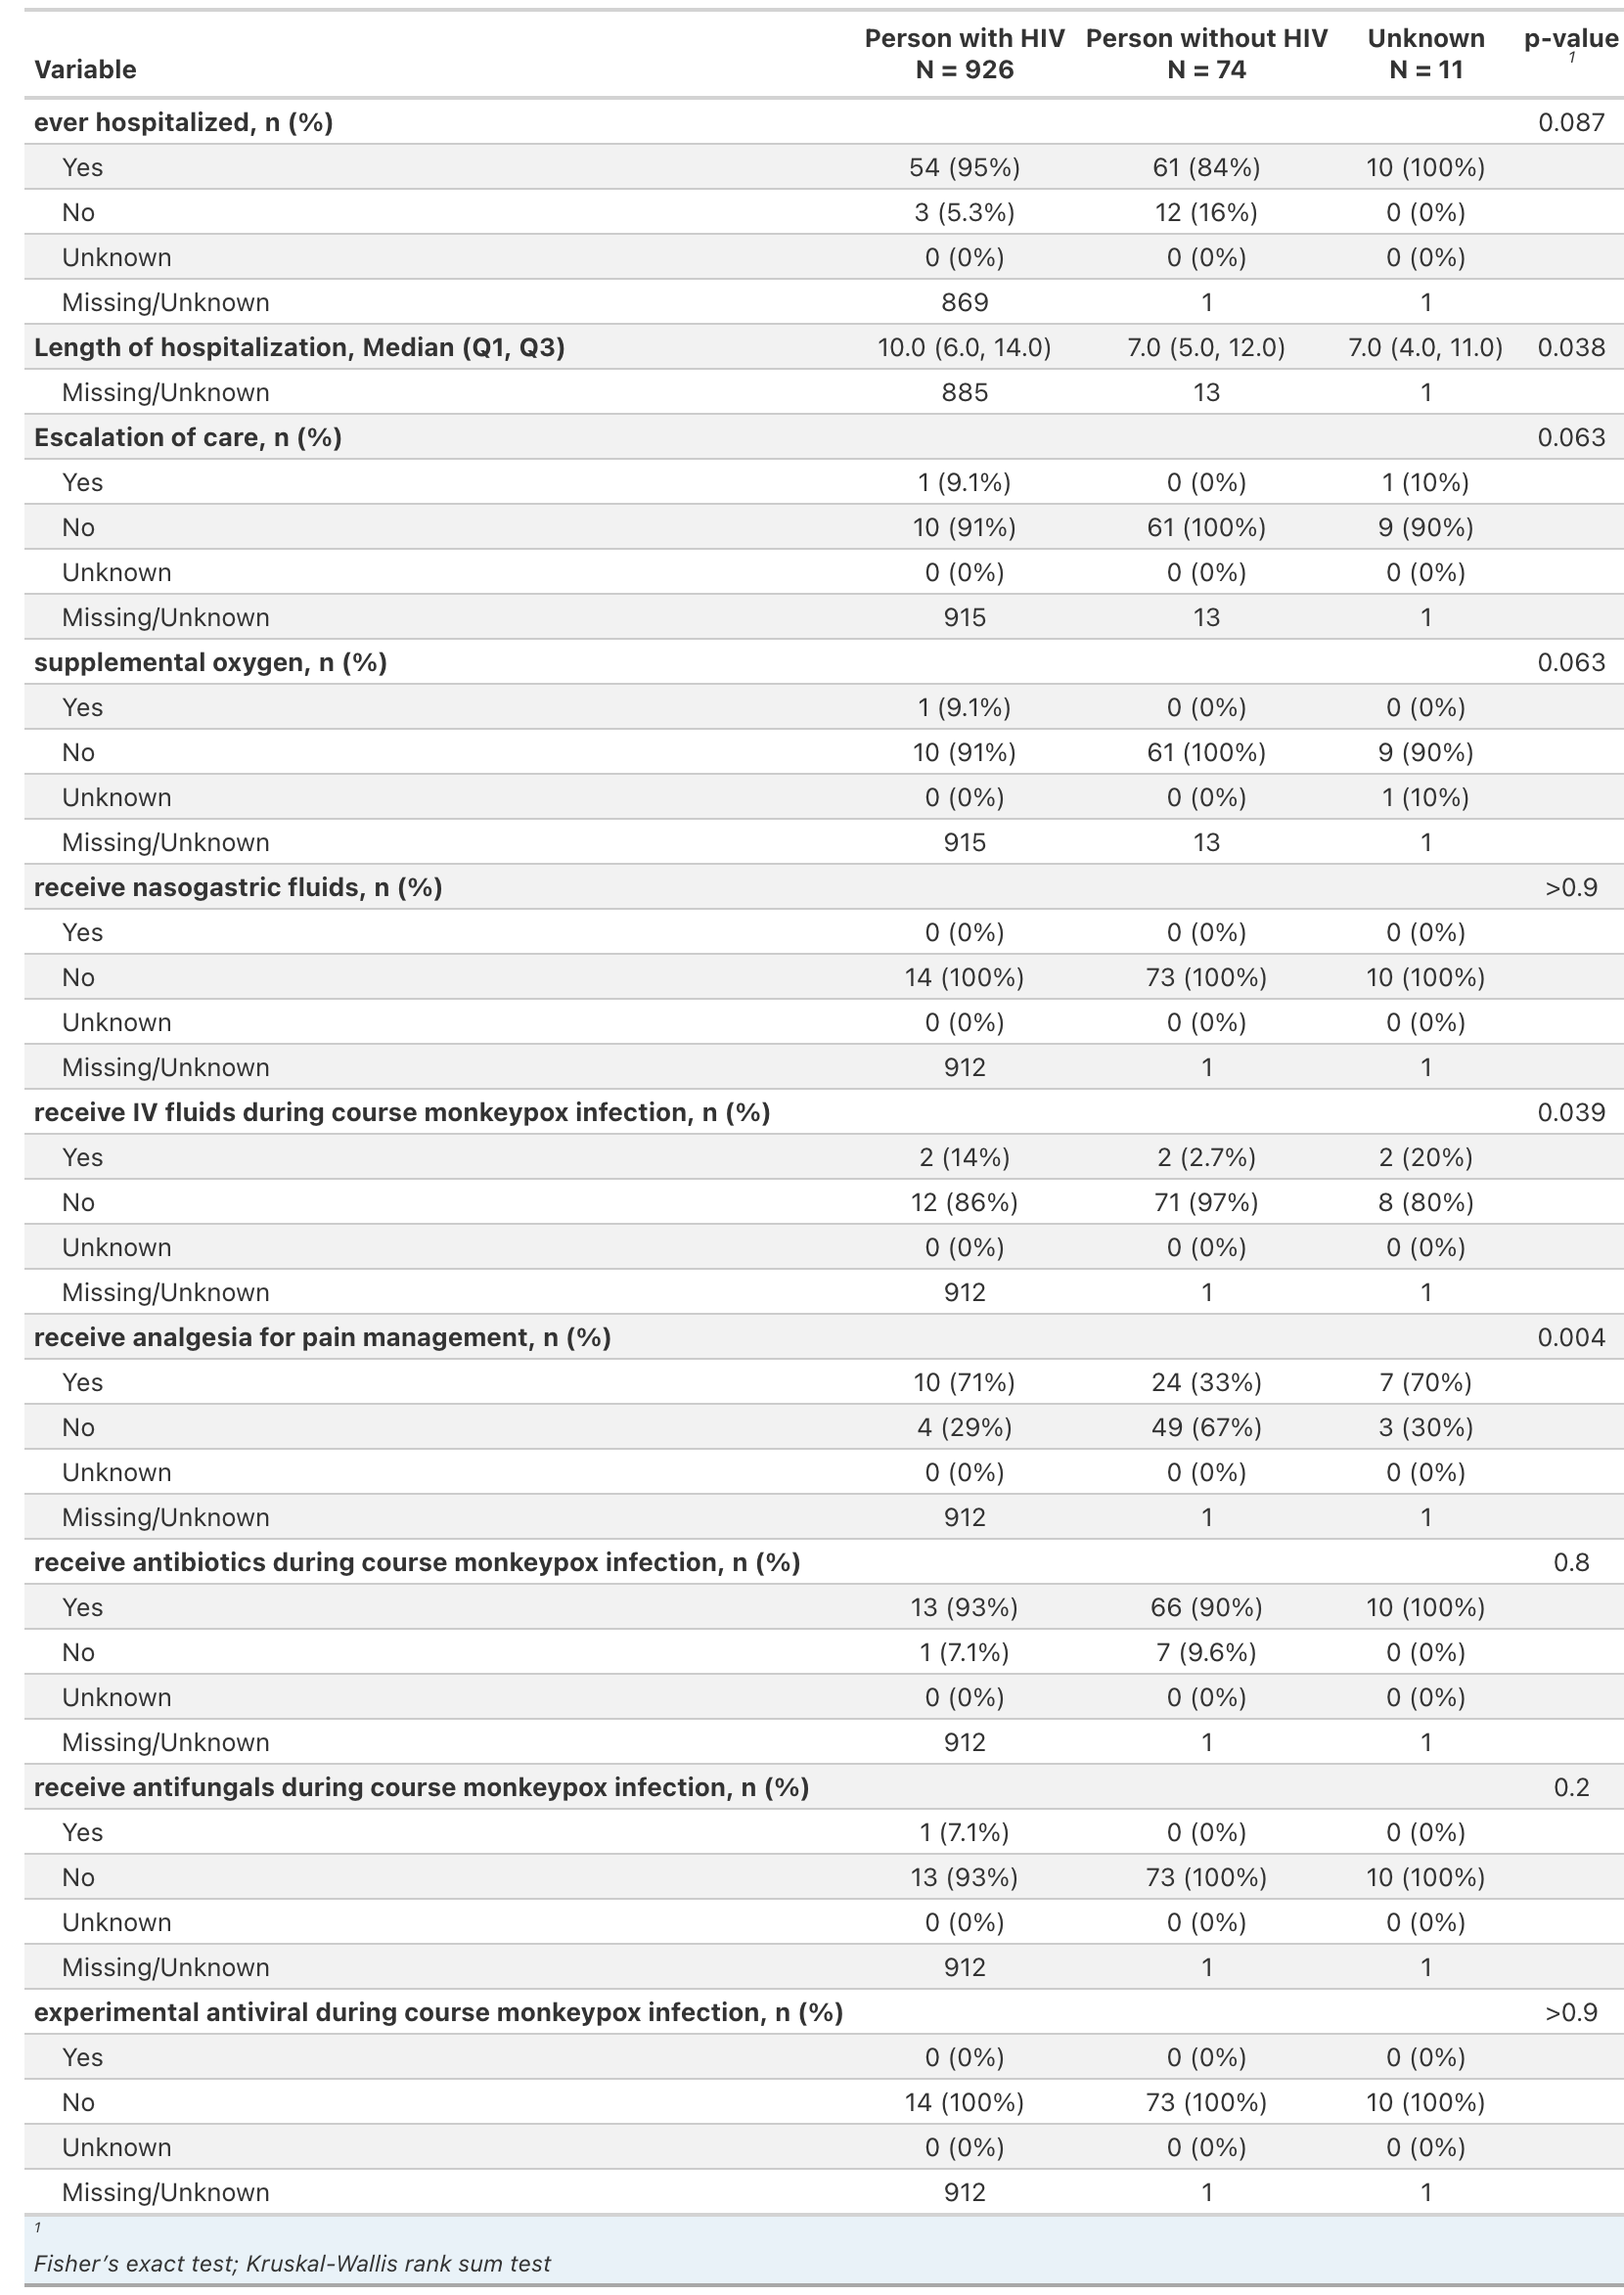 Variable Person with HIV N = 926 Person without HIV N = 74 Unknown N = 11 p-value 1
ever hospitalized, n (%) 0.087
Yes 54 (95%) 61 (84%) 10 (100%)
No 3 (5.3%) 12 (16%) 0 (0%)
Unknown 0 (0%) 0 (0%) 0 (0%)
Missing/Unknown 869 1 1
Length of hospitalization, Median (Q1, Q3) 10.0 (6.0, 14.0) 7.0 (5.0, 12.0) 7.0 (4.0, 11.0) 0.038
Missing/Unknown 885 13 1
Escalation of care, n (%) 0.063
Yes 1 (9.1%) 0 (0%) 1 (10%)
No 10 (91%) 61 (100%) 9 (90%)
Unknown 0 (0%) 0 (0%) 0 (0%)
Missing/Unknown 915 13 1
supplemental oxygen, n (%) 0.063
Yes 1 (9.1%) 0 (0%) 0 (0%)
No 10 (91%) 61 (100%) 9 (90%)
Unknown 0 (0%) 0 (0%) 1 (10%)
Missing/Unknown 915 13 1
receive nasogastric fluids, n (%) >0.9
Yes 0 (0%) 0 (0%) 0 (0%)
No 14 (100%) 73 (100%) 10 (100%)
Unknown 0 (0%) 0 (0%) 0 (0%)
Missing/Unknown 912 1 1
receive IV fluids during course monkeypox infection, n (%) 0.039
Yes 2 (14%) 2 (2.7%) 2 (20%)
No 12 (86%) 71 (97%) 8 (80%)
Unknown 0 (0%) 0 (0%) 0 (0%)
Missing/Unknown 912 1 1
receive analgesia for pain management, n (%) 0.004
Yes 10 (71%) 24 (33%) 7 (70%)
No 4 (29%) 49 (67%) 3 (30%)
Unknown 0 (0%) 0 (0%) 0 (0%)
Missing/Unknown 912 1 1
receive antibiotics during course monkeypox infection, n (%) 0.8
Yes 13 (93%) 66 (90%) 10 (100%)
No 1 (7.1%) 7 (9.6%) 0 (0%)
Unknown 0 (0%) 0 (0%) 0 (0%)
Missing/Unknown 912 1 1
receive antifungals during course monkeypox infection, n (%) 0.2
Yes 1 (7.1%) 0 (0%) 0 (0%)
No 13 (93%) 73 (100%) 10 (100%)
Unknown 0 (0%) 0 (0%) 0 (0%)
Missing/Unknown 912 1 1
experimental antiviral during course monkeypox infection, n (%) >0.9
Yes 0 (0%) 0 (0%) 0 (0%)
No 14 (100%) 73 (100%) 10 (100%)
Unknown 0 (0%) 0 (0%) 0 (0%)
Missing/Unknown 912 1 1
1
Fisher's exact test; Kruskal-Wallis rank sum test